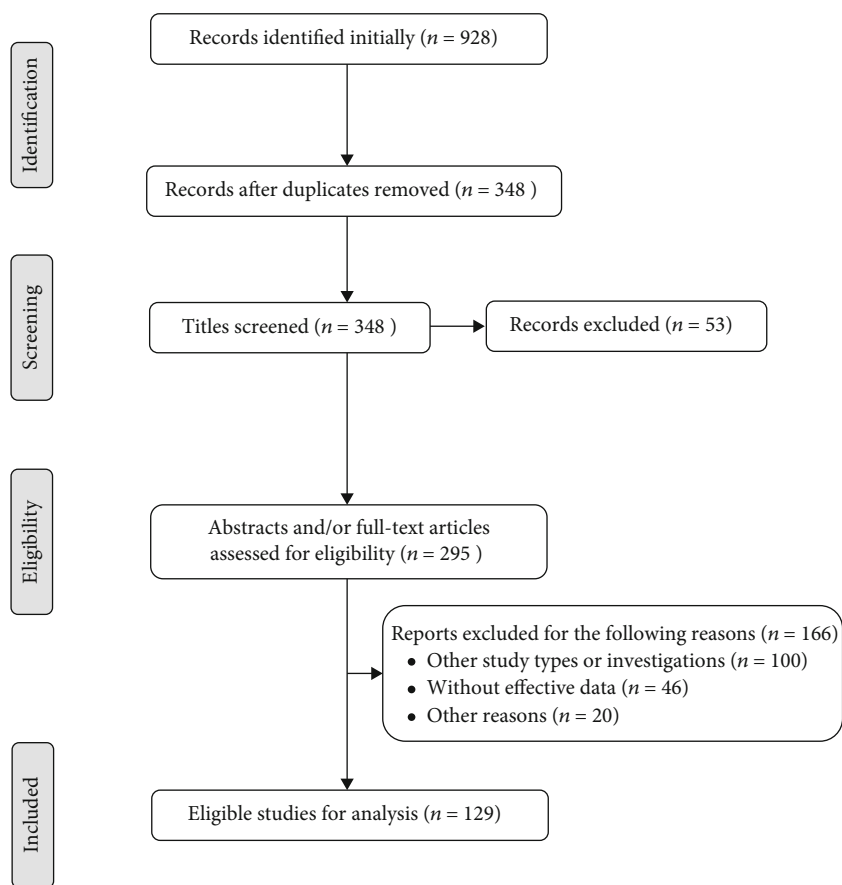 Identification
Records identified initially (n = 928)
Records after duplicates removed (n = 348 )
Screening
Titles screened (n = 348 )
Records excluded (n = 53)
Eligibility
Abstracts and/or full-text articles
assessed for eligibility (n = 295 )
Reports excluded for the following reasons (n = 166)
• Other study types or investigations (n = 100)
• Without effective data (n = 46)
• Other reasons (n = 20)
Included
Eligible studies for analysis (n = 129)